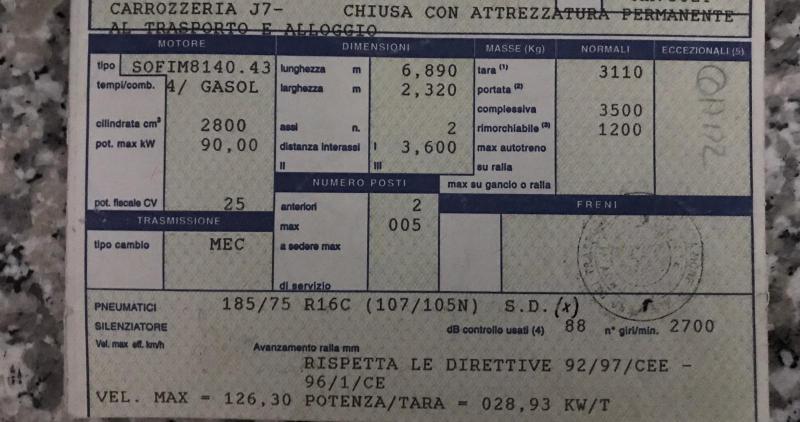 CARROZZERIA J7- CHIUSA CON ATTREZZATURA PERMANENTE
AL TRASPORTO E ALLOGGIO
MOTORE DIMENSIONI MASSE (Kg) NORMALI ECCEZIONALI (5)
tipo SOFIM8140.43 lunghezza m 6,890 tara (1) 3110
tempi/comb. 4/ GASOL larghezza m 2,320 portata (2)
complessiva 3500
cilindrata cm³ 2800 assi n. 2 rimorchiabile (3) 1200
pot. max kW 90,00 distanza interassi I 3,600 max autotreno
II III su ralla
NUMERO POSTI max su gancio o ralla
pot. fiscale CV 25 anteriori 2 FRENI
TRASMISSIONE max 005
tipo cambio MEC a sedere max
di servizio
PNEUMATICI 185/75 R16C (107/105N) S.D. (x)
SILENZIATORE dB controllo usati (4) 88 n° giri/min. 2700
Vel. max eff. km/h Avanzamento ralla mm
RISPETTA LE DIRETTIVE 92/97/CEE -
96/1/CE
VEL. MAX = 126,30 POTENZA/TARA = 028,93 KW/T